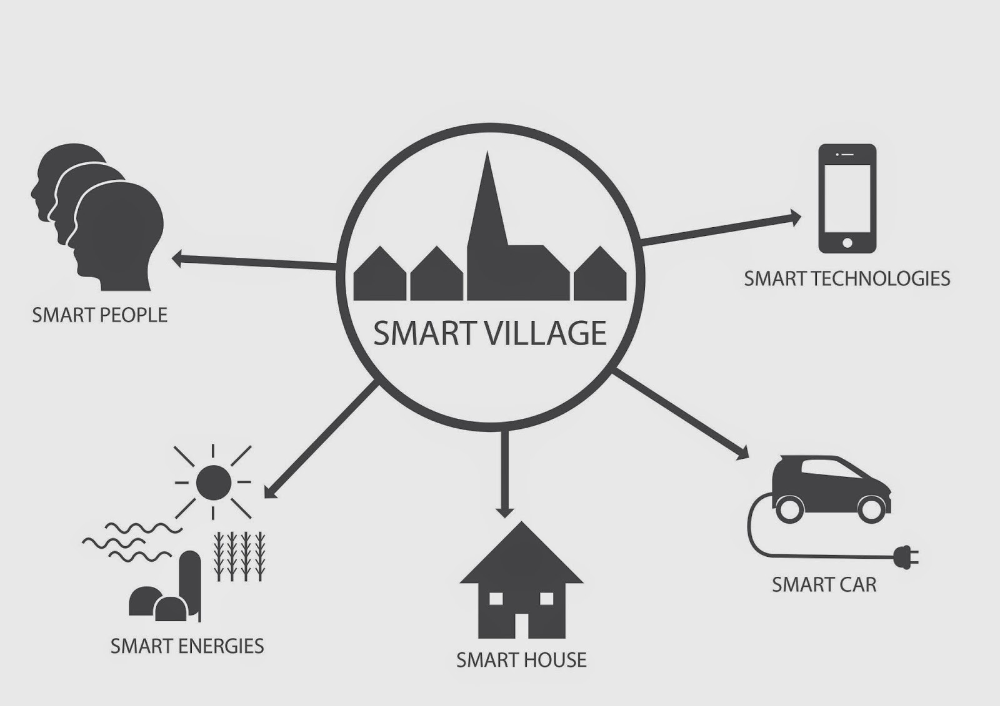 SMART VILLAGE
SMART PEOPLE
SMART TECHNOLOGIES
SMART ENERGIES
SMART HOUSE
SMART CAR